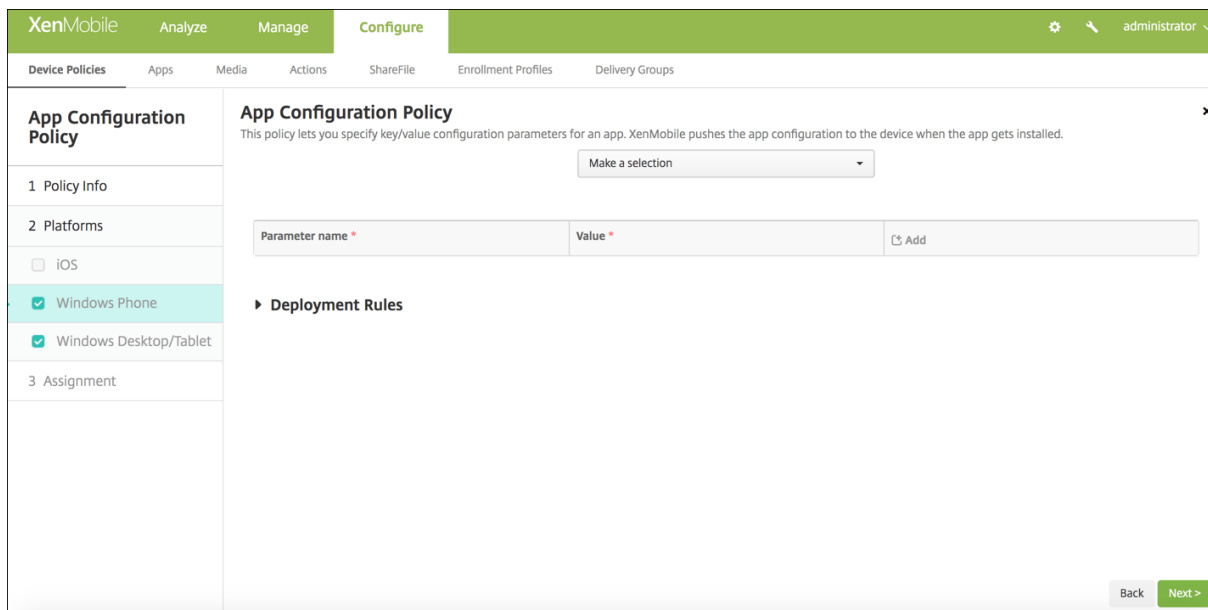 XenMobile Analyze Manage Configure administrator
Device Policies Apps Media Actions ShareFile Enrollment Profiles Delivery Groups
App Configuration
Policy
1 Policy Info
2 Platforms
iOS
Windows Phone
Windows Desktop/Tablet
3 Assignment
App Configuration Policy
This policy lets you specify key/value configuration parameters for an app. XenMobile pushes the app configuration to the device when the app gets installed.
Make a selection
Parameter name * Value * Add
Deployment Rules
Back Next >